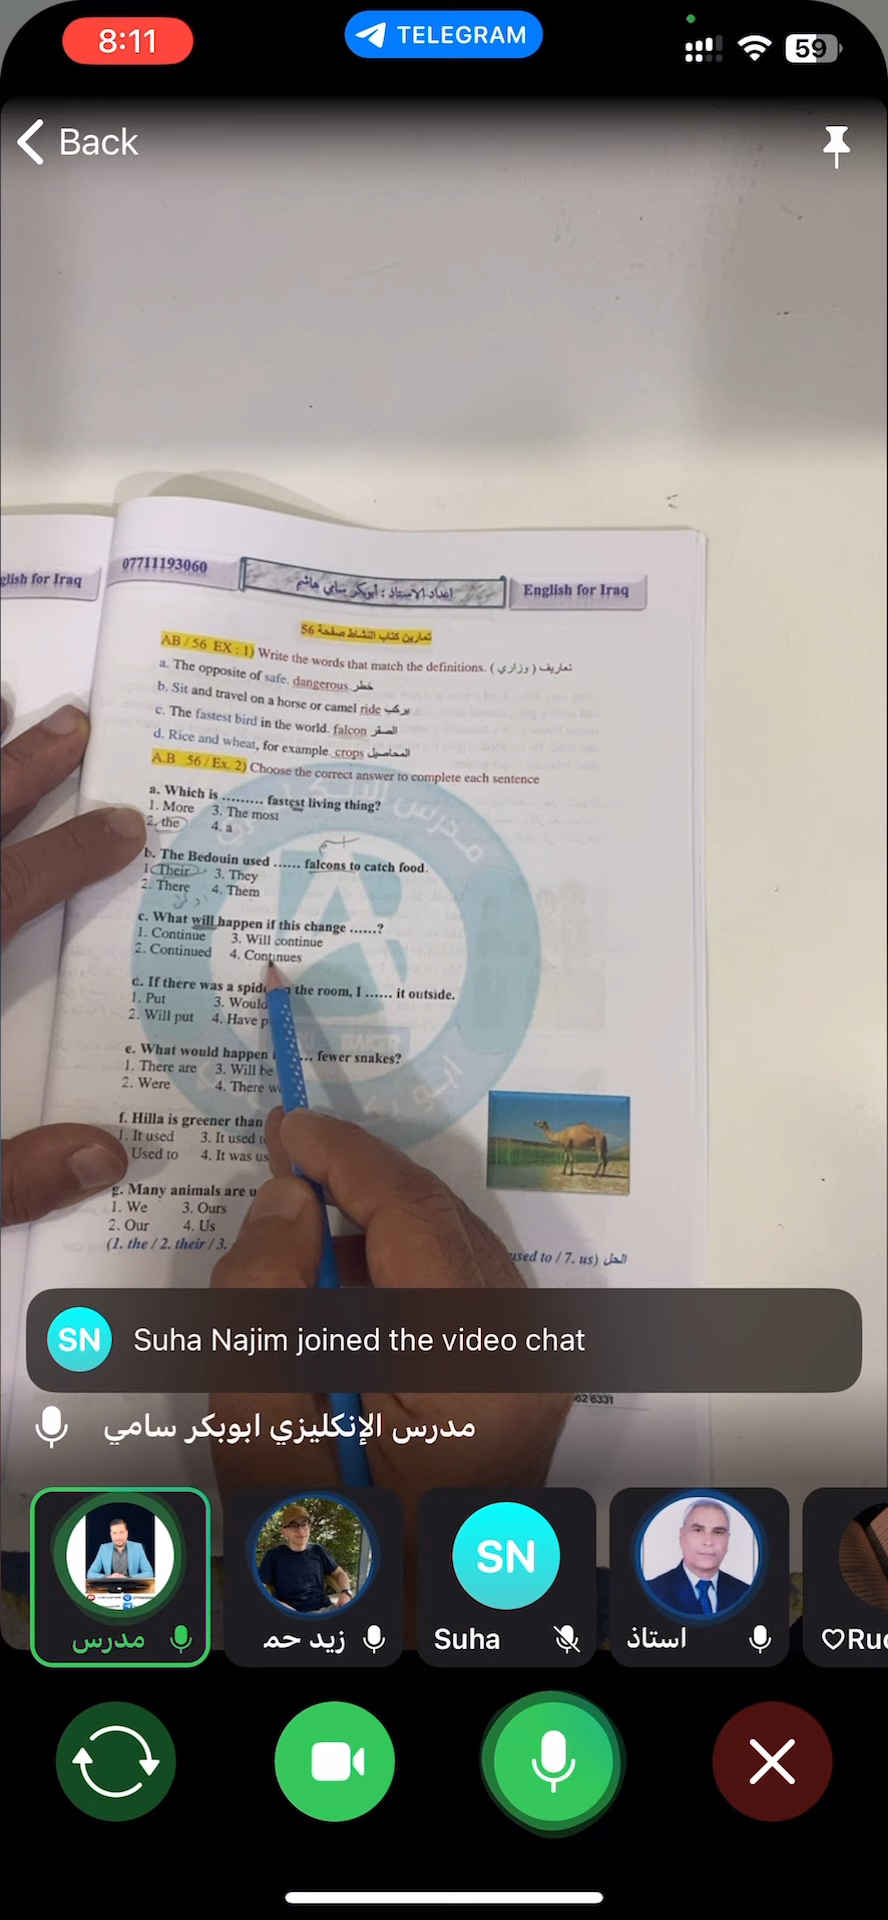 8:11
TELEGRAM
59
Back
glish for Iraq
07711193060
اعداد الاستاذ : أبوبكر سامي هاشم
English for Iraq
تمارين كتاب النشاط صفحة 56
AB / 56 EX : 1) Write the words that match the definitions. ( وزاري ) تعاريف
a. The opposite of safe. dangerous. خطر
b. Sit and travel on a horse or camel ride يركب
c. The fastest bird in the world. falcon الصقر
d. Rice and wheat, for example. crops المحاصيل
A.B 56 / Ex. 2) Choose the correct answer to complete each sentence
a. Which is ......... fastest living thing?
1. More 3. The most
2. the 4. a
b. The Bedouin used ...... falcons to catch food.
1. Their 3. They
2. There 4. Them
c. What will happen if this change ......?
1. Continue 3. Will continue
2. Continued 4. Continues
d. If there was a the room, I ...... it outside.
1. Put 3. Would
2. Will put 4. Have p
e. What would happen ... fewer snakes?
1. There are 3. Will be
2. Were 4. There w
f. Hilla is greener than
1. It used 3. It used t
Used to 4. It was us
g. Many animals are u
1. We 3. Ours
2. Our 4. Us
(1. the / 2. their / 3. used to / 7. us) الحل
62 6331
SN Suha Najim joined the video chat
مدرس الإنكليزي ابوبكر سامي
مدرس
زيد حم
SN
Suha
استاذ
♡Ru